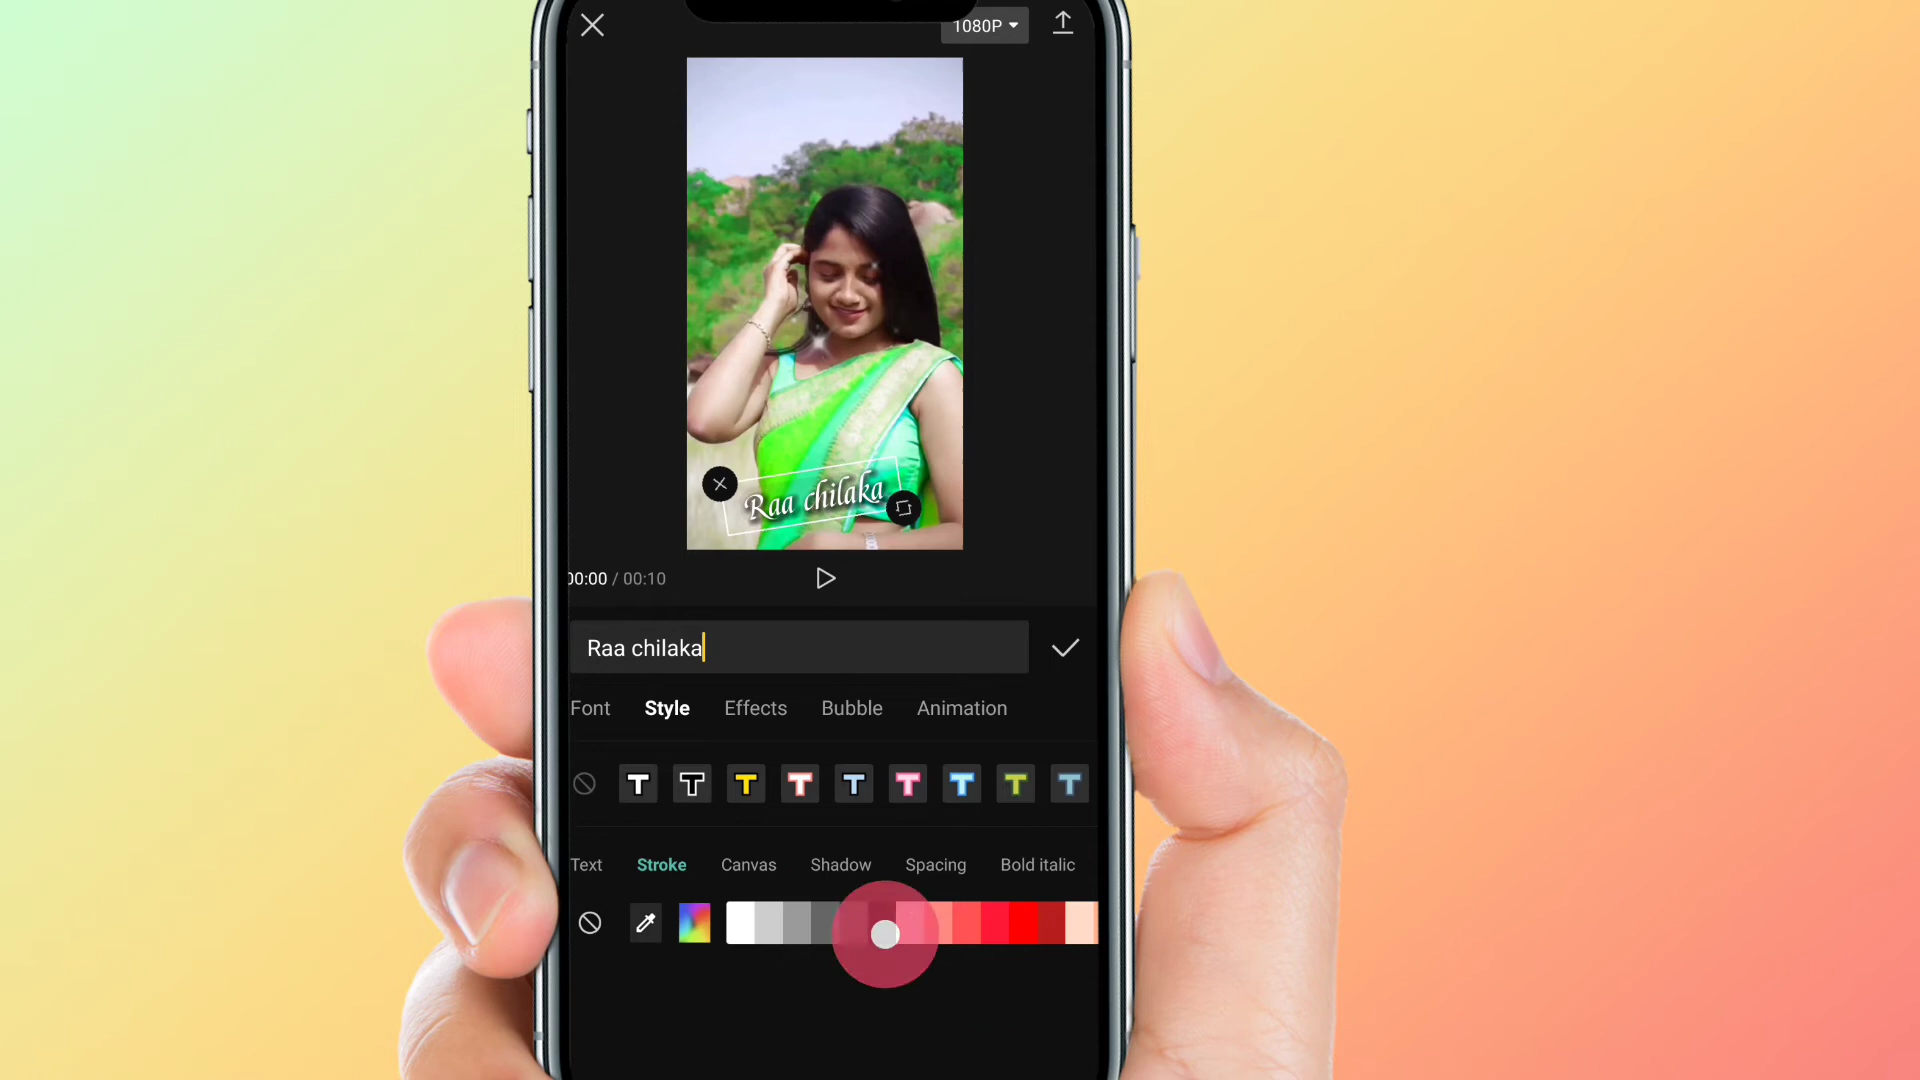 1080P
Raa chilaka
00:00 / 00:10
Raa chilaka
Font Style Effects Bubble Animation
T T T T T T T T T
Text Stroke Canvas Shadow Spacing Bold italic